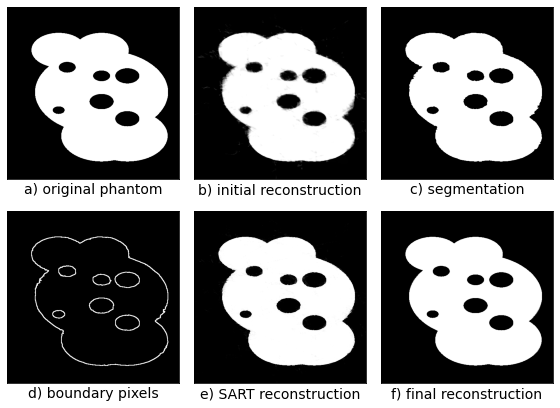 a) original phantom
b) initial reconstruction
c) segmentation
d) boundary pixels
e) SART reconstruction
f) final reconstruction